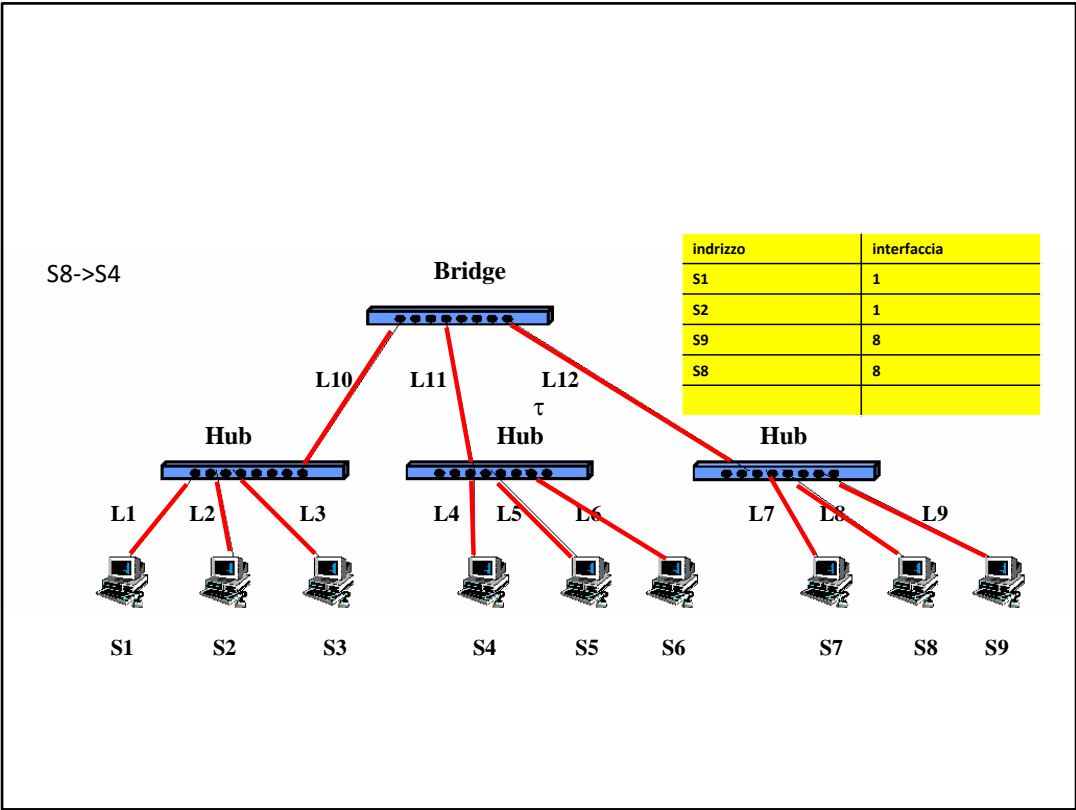 S8->S4
Bridge
indrizzo interfaccia
S1 1
S2 1
S9 8
S8 8
L10 L11 L12
τ
Hub Hub Hub
L1 L2 L3 L4 L5 L6 L7 L8 L9
S1 S2 S3 S4 S5 S6 S7 S8 S9